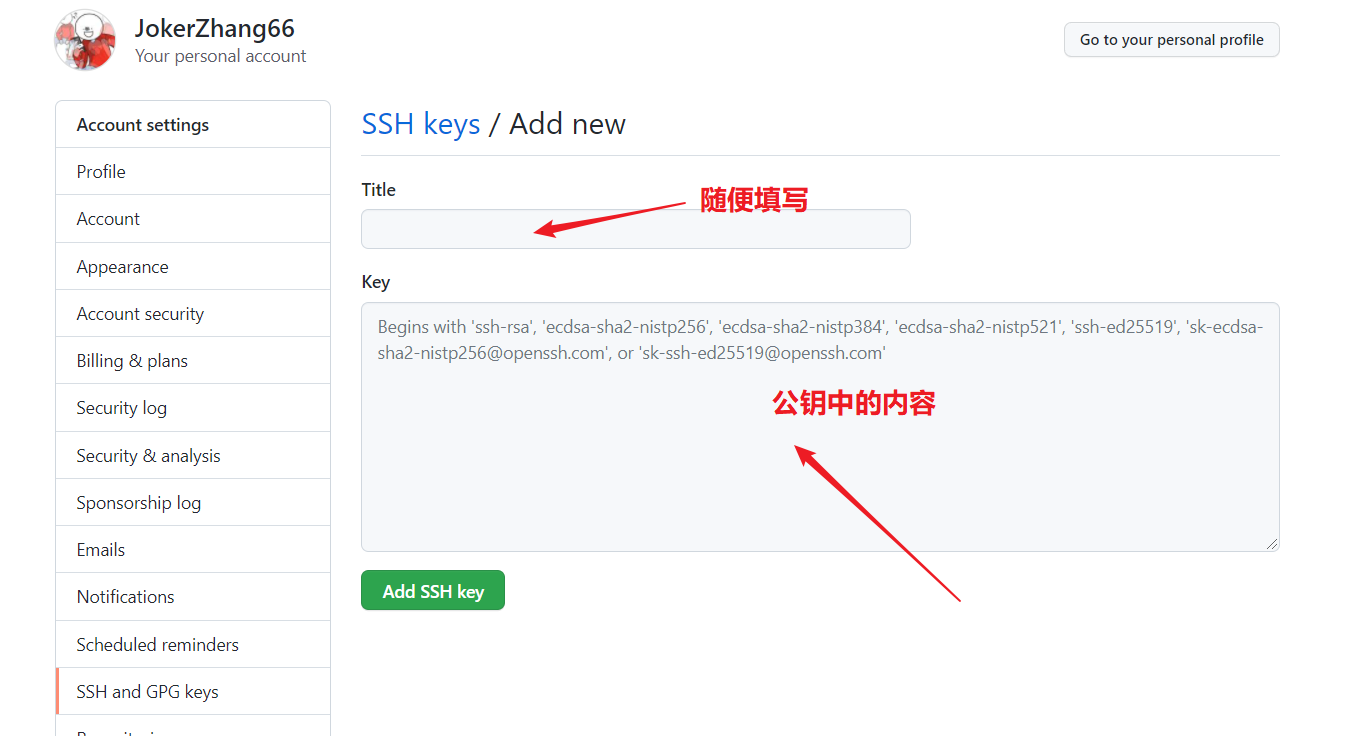 JokerZhang66
Your personal account
Go to your personal profile
Account settings
Profile
Account
Appearance
Account security
Billing & plans
Security log
Security & analysis
Sponsorship log
Emails
Notifications
Scheduled reminders
SSH and GPG keys
SSH keys / Add new
Title
随便填写
Key
Begins with 'ssh-rsa', 'ecdsa-sha2-nistp256', 'ecdsa-sha2-nistp384', 'ecdsa-sha2-nistp521', 'ssh-ed25519', 'sk-ecdsa-
sha2-nistp256@openssh.com', or 'sk-ssh-ed25519@openssh.com'
公钥中的内容
Add SSH key